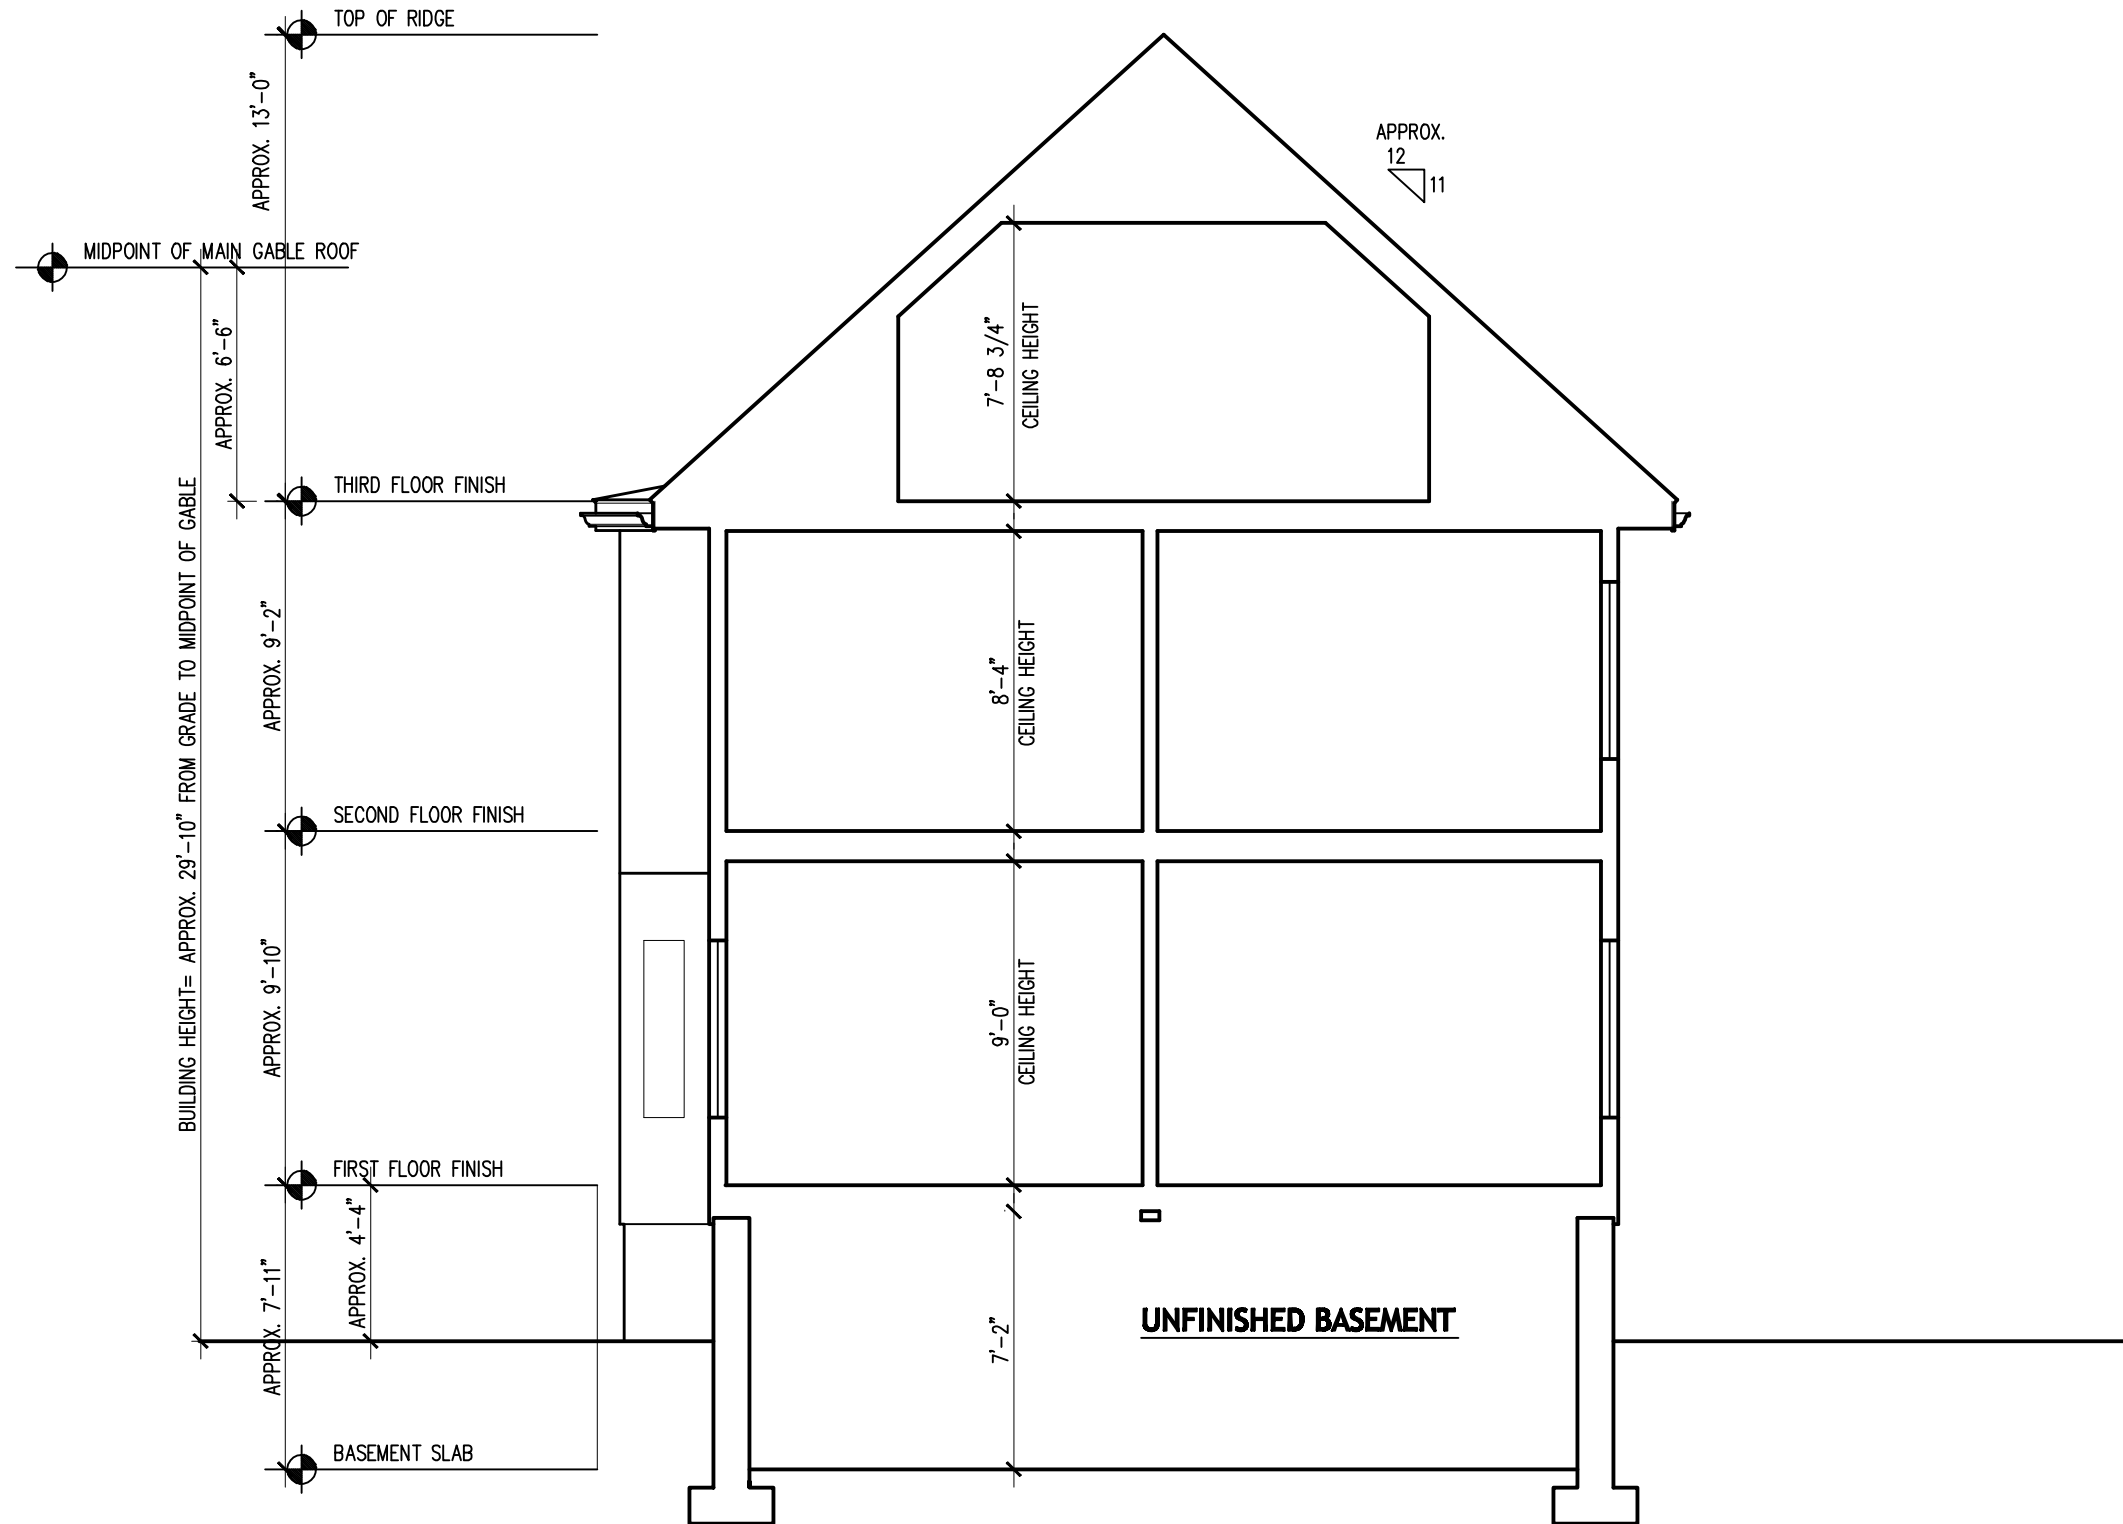 TOP OF RIDGE
APPROX. 13'-0"
APPROX.
12
11
MIDPOINT OF MAIN GABLE ROOF
APPROX. 6'-6"
7'-8 3/4"
CEILING HEIGHT
THIRD FLOOR FINISH
BUILDING HEIGHT= APPROX. 29'-10" FROM GRADE TO MIDPOINT OF GABLE
APPROX. 9'-2"
8'-4"
CEILING HEIGHT
SECOND FLOOR FINISH
APPROX. 9'-10"
9'-0"
CEILING HEIGHT
FIRST FLOOR FINISH
APPROX. 4'-4"
APPROX. 7'-11"
7'-2"
UNFINISHED BASEMENT
BASEMENT SLAB